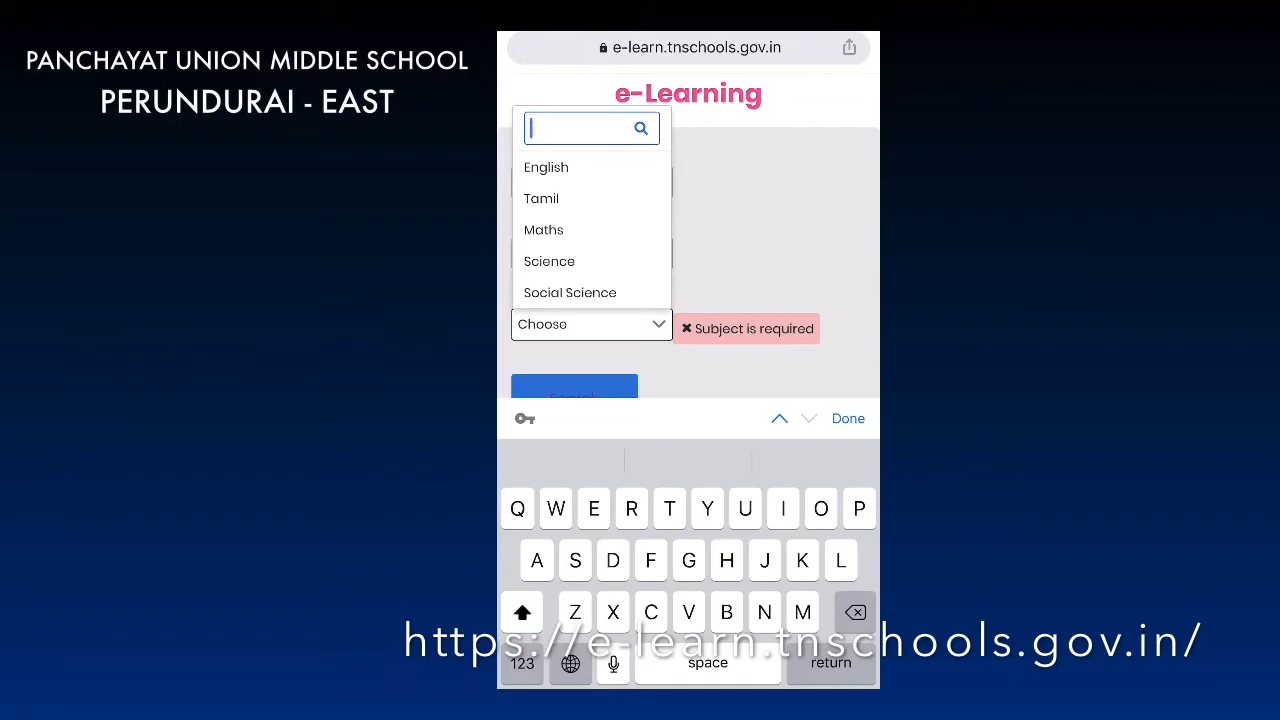 PANCHAYAT UNION MIDDLE SCHOOL
PERUNDURAI - EAST
e-learn.tnschools.gov.in
e-Learning
English
Tamil
Maths
Science
Social Science
Choose
✖ Subject is required
Search
Done
Q W E R T Y U I O P
A S D F G H J K L
Z X C V B N M
https://e-learn.tnschools.gov.in/
123 space return